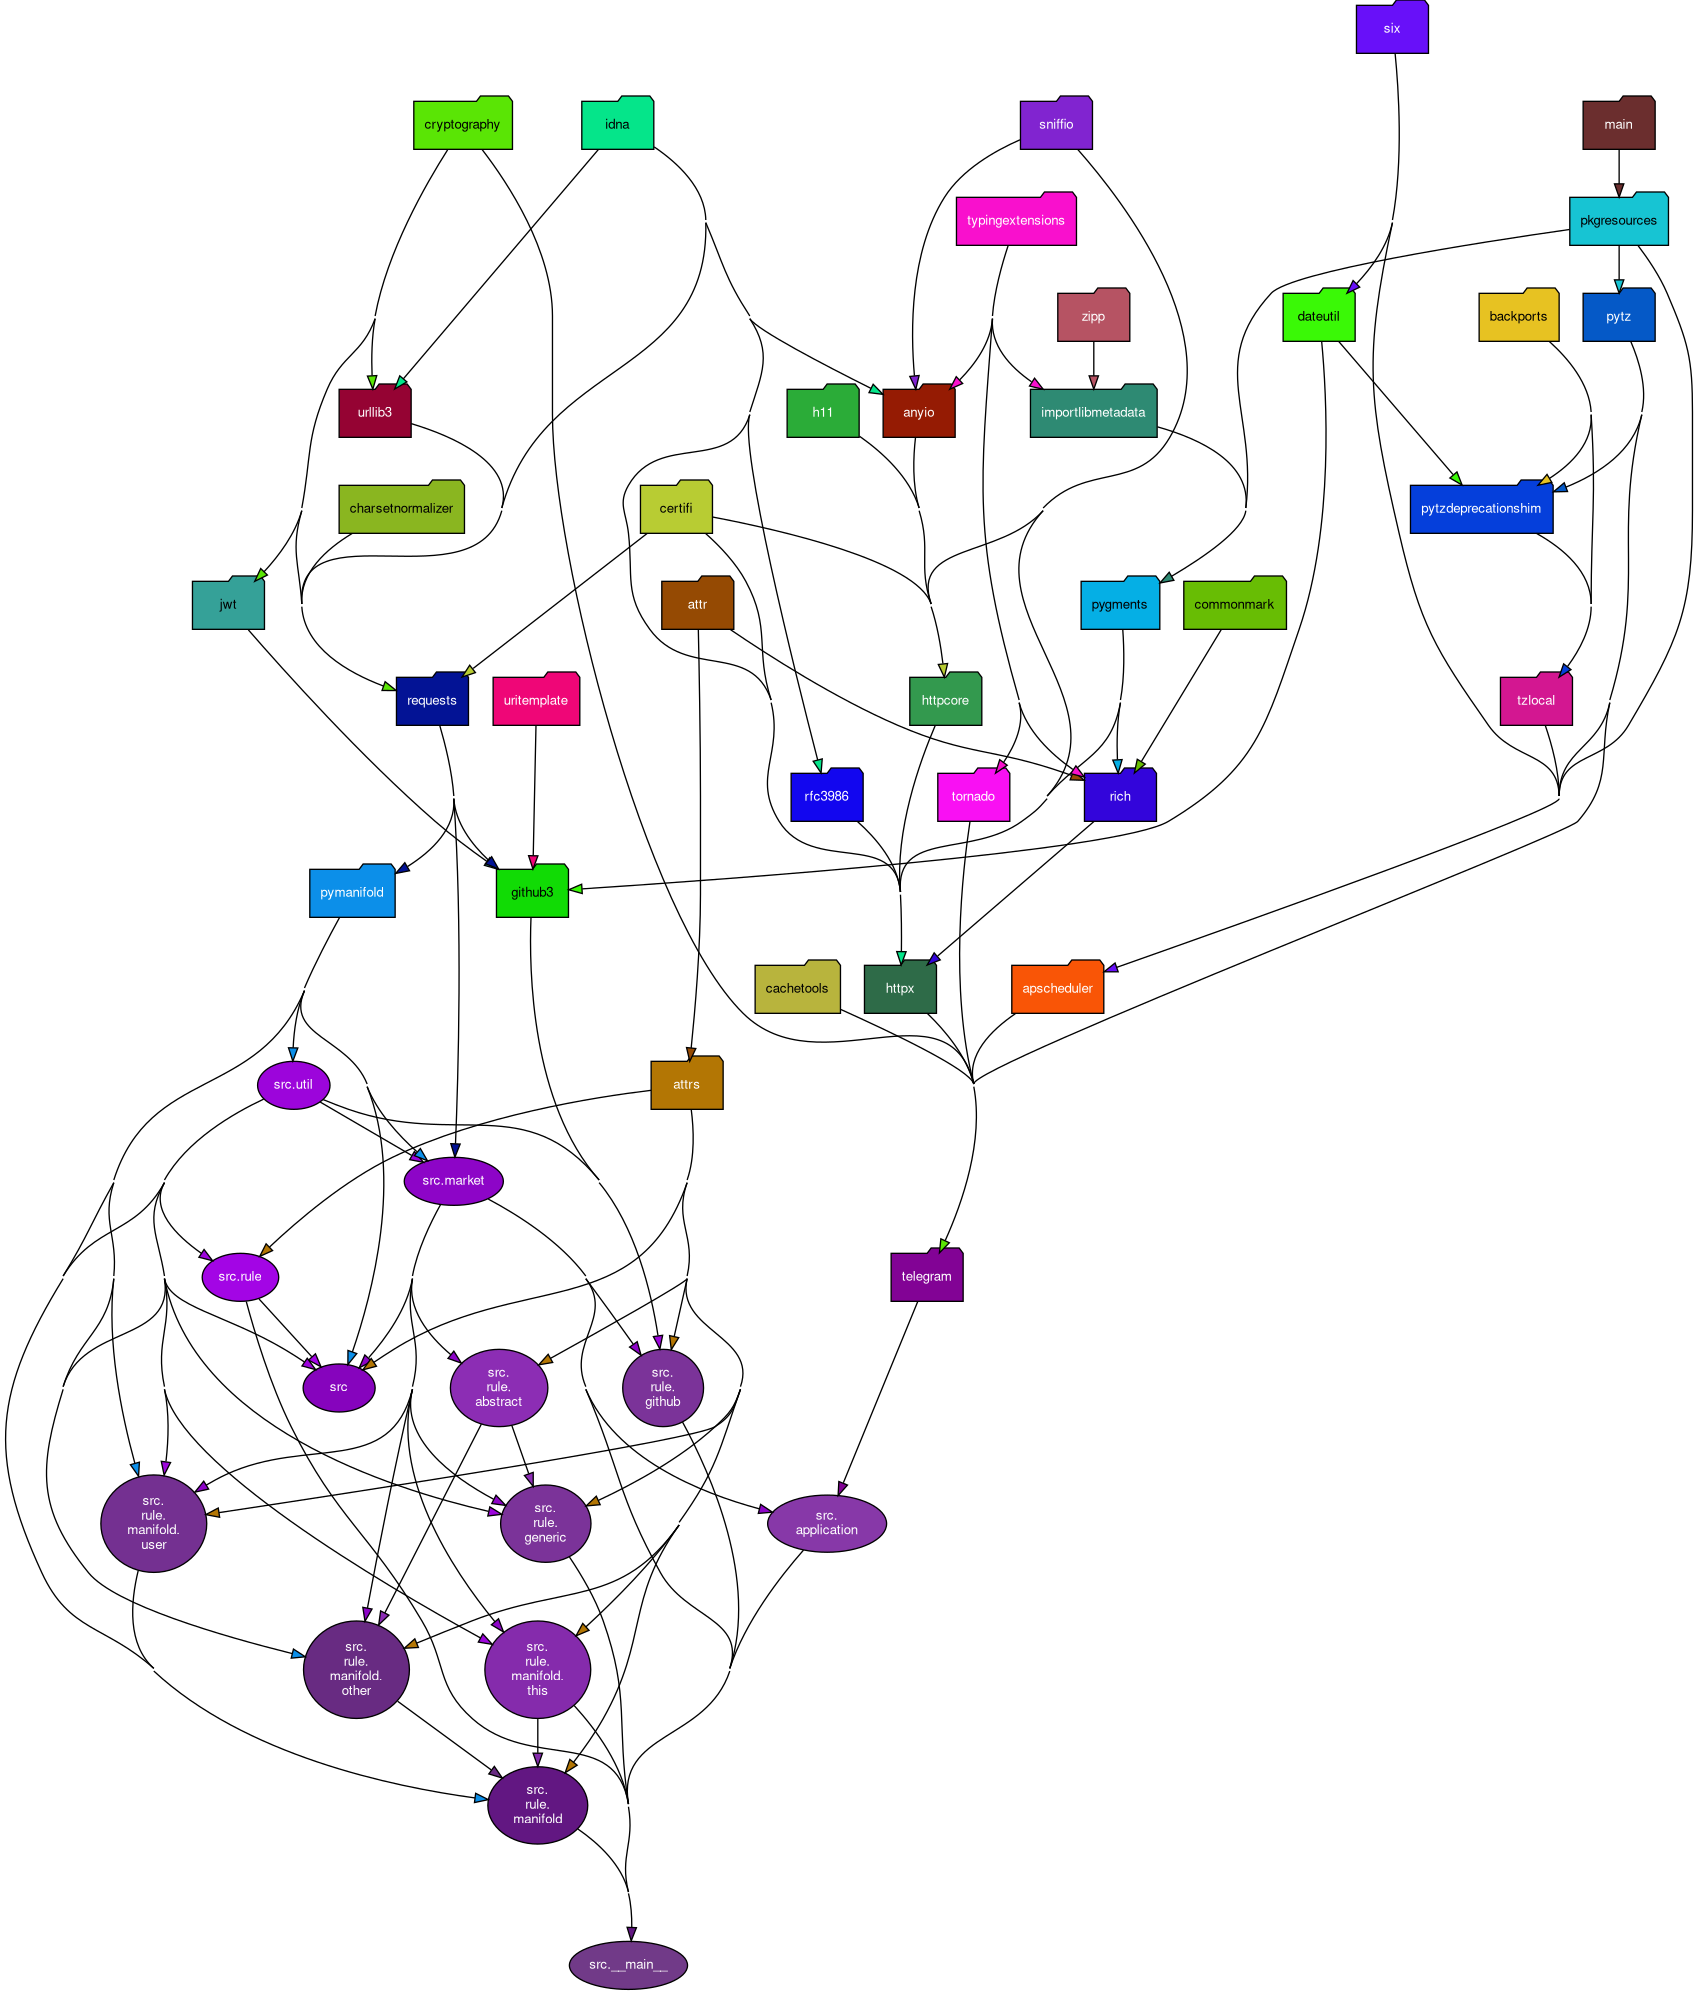 six
cryptography
idna
sniffio
main
typingextensions
pkgresources
zipp
dateutil
backports
pytz
urllib3
h11
anyio
importlibmetadata
charsetnormalizer
certifi
pytzdeprecationshim
jwt
attr
pygments
commonmark
requests
uritemplate
httpcore
tzlocal
rfc3986
tornado
rich
pymanifold
github3
cachetools
httpx
apscheduler
src.util
attrs
src.market
src.rule
telegram
src
src.
rule.
abstract
src.
rule.
github
src.
rule.
manifold.
user
src.
rule.
generic
src.
application
src.
rule.
manifold.
other
src.
rule.
manifold.
this
src.
rule.
manifold
src.__main__